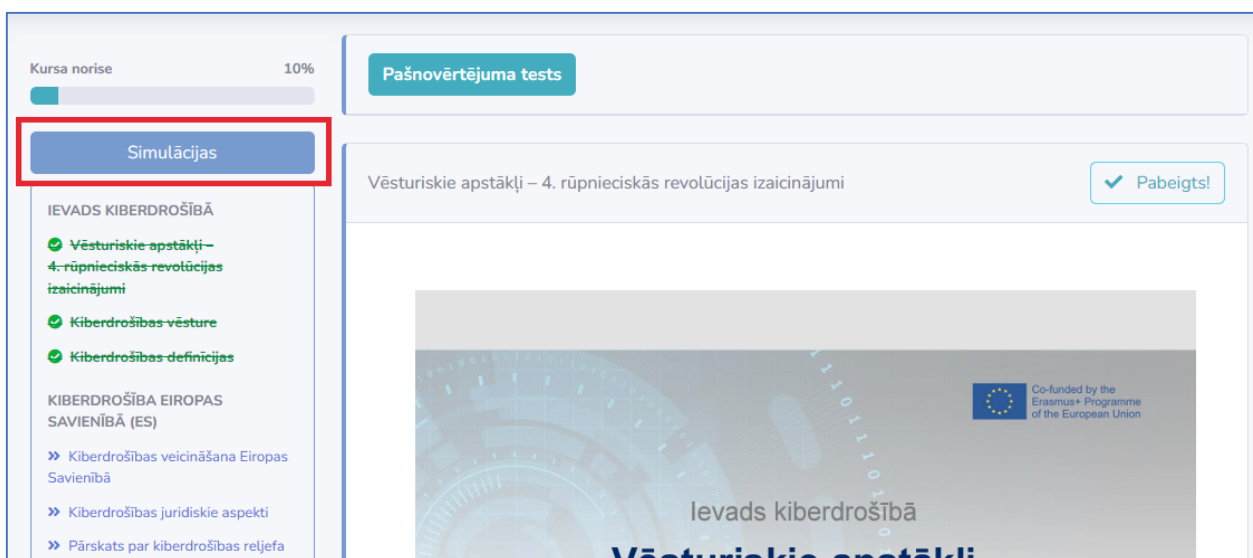 Kursa norise 10%
Simulācijas
IEVADS KIBERDROŠĪBĀ
Vēsturiskie apstākļi –
4. rūpnieciskās revolūcijas
izaicinājumi
Kiberdrošības vēsture
Kiberdrošības definīcijas
KIBERDROŠĪBA EIROPAS
SAVIENĪBĀ (ES)
Kiberdrošības veicināšana Eiropas
Savienībā
Kiberdrošības juridiskie aspekti
Pārskats par kiberdrošības reljefa
Pašnovērtējuma tests
Vēsturiskie apstākļi – 4. rūpnieciskās revolūcijas izaicinājumi
Pabeigts!
Co-funded by the
Erasmus+ Programme
of the European Union
Ievads kiberdrošībā
Vēsturiskie apstākļi